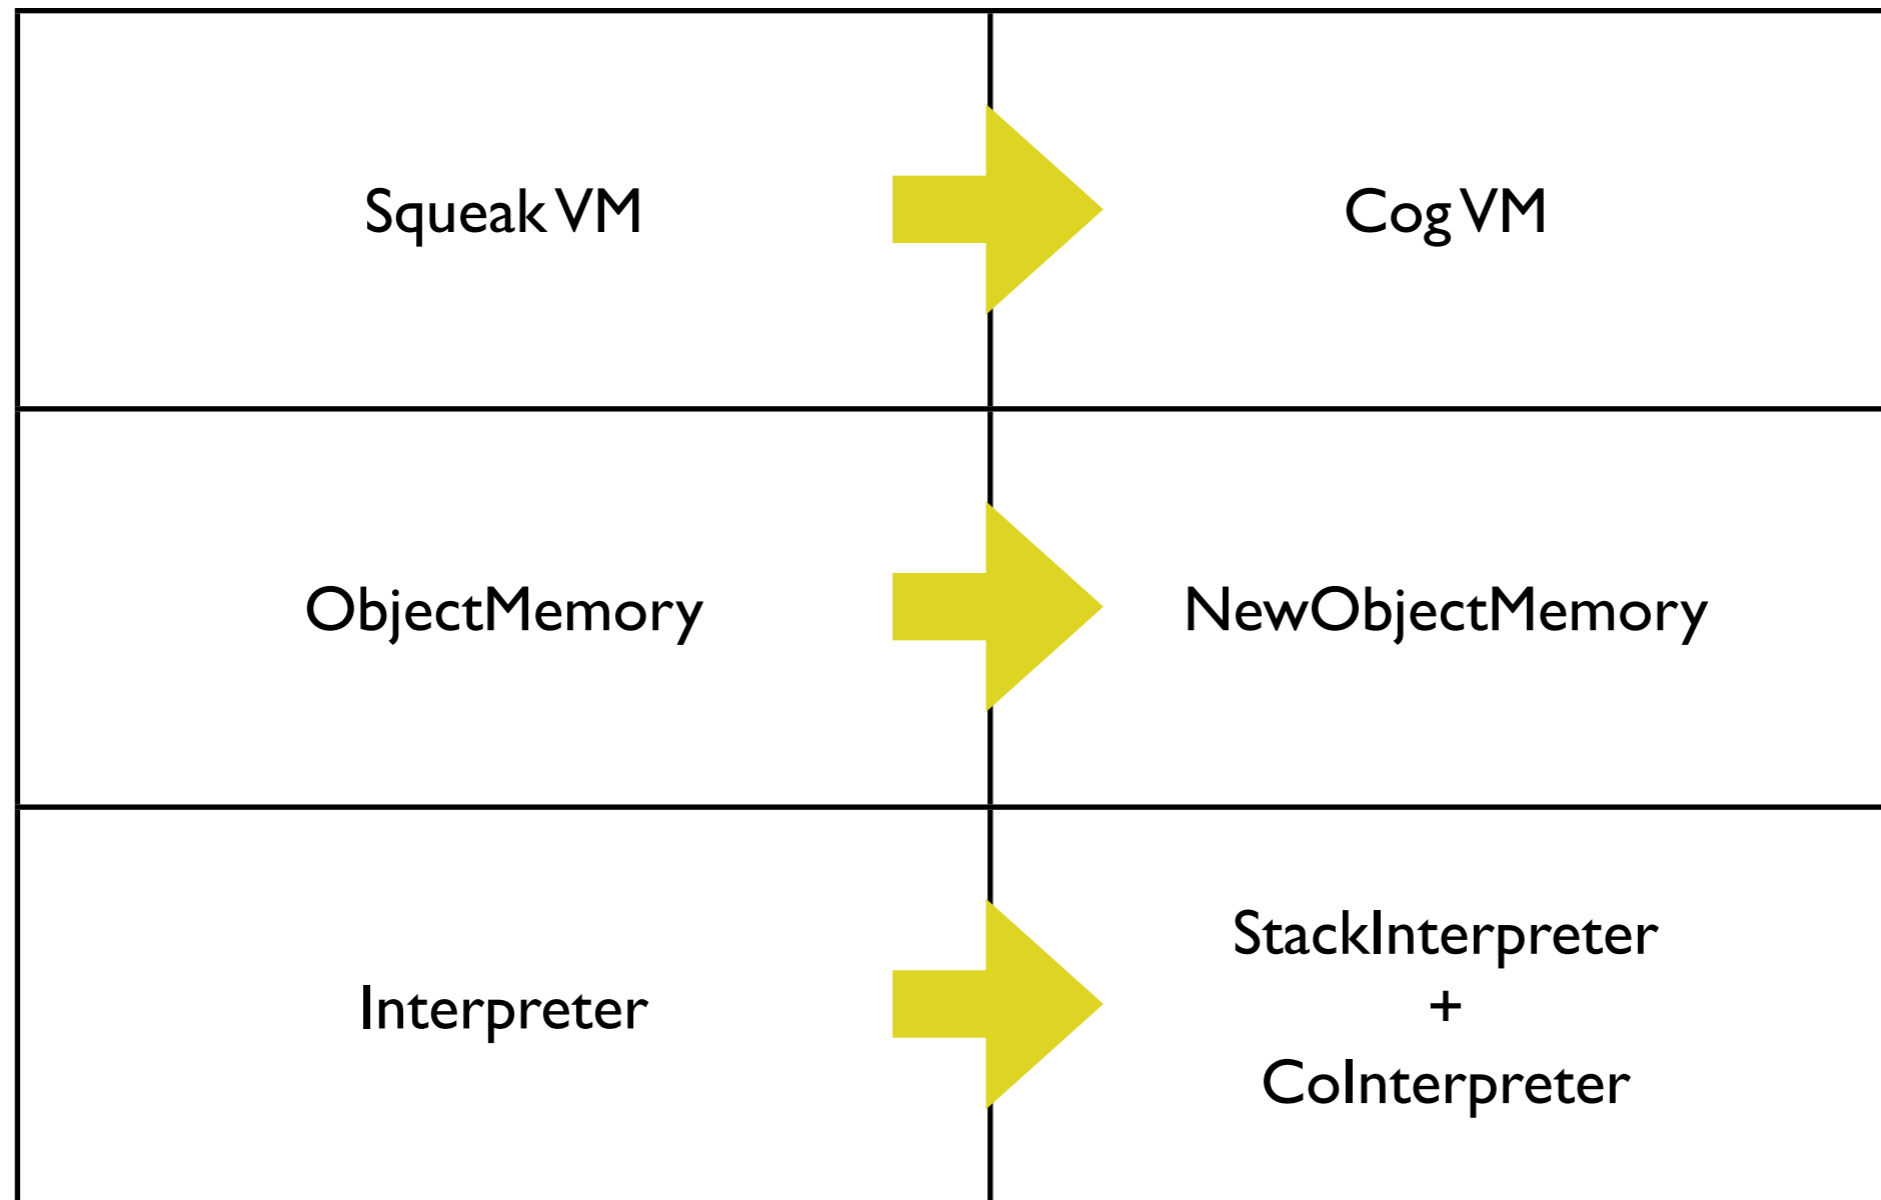 Squeak VM
Cog VM
ObjectMemory
NewObjectMemory
Interpreter
StackInterpreter
+
CoInterpreter